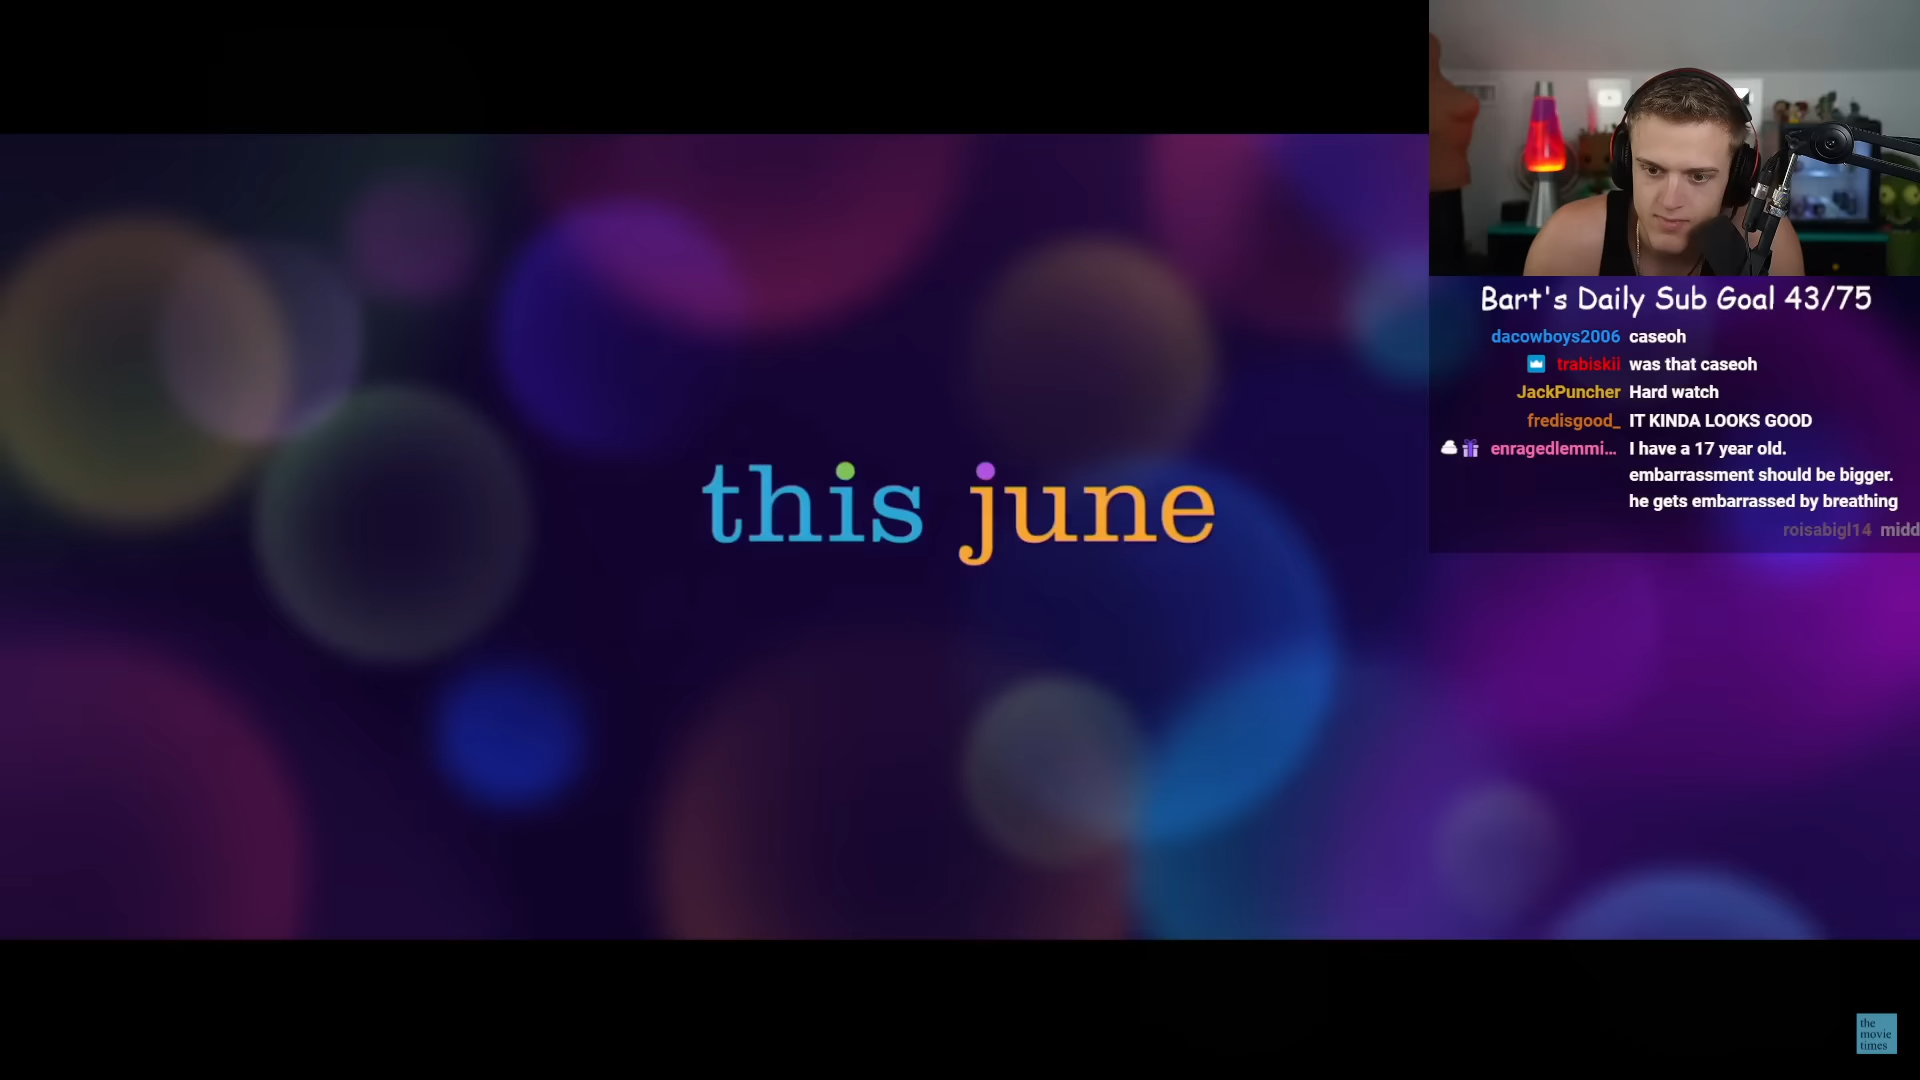 this june
Bart's Daily Sub Goal 43/75
dacowboys2006 caseoh
trabiskii was that caseoh
JackPuncher Hard watch
fredisgood_ IT KINDA LOOKS GOOD
enragedlemmi... I have a 17 year old.
embarrassment should be bigger.
he gets embarrassed by breathing
roisabigl14 midd
the
movie
times